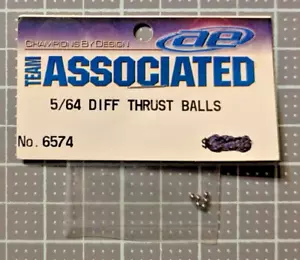 CHAMPIONS BY DESIGN
ae
TEAM
ASSOCIATED
5/64 DIFF THRUST BALLS
No. 6574
$